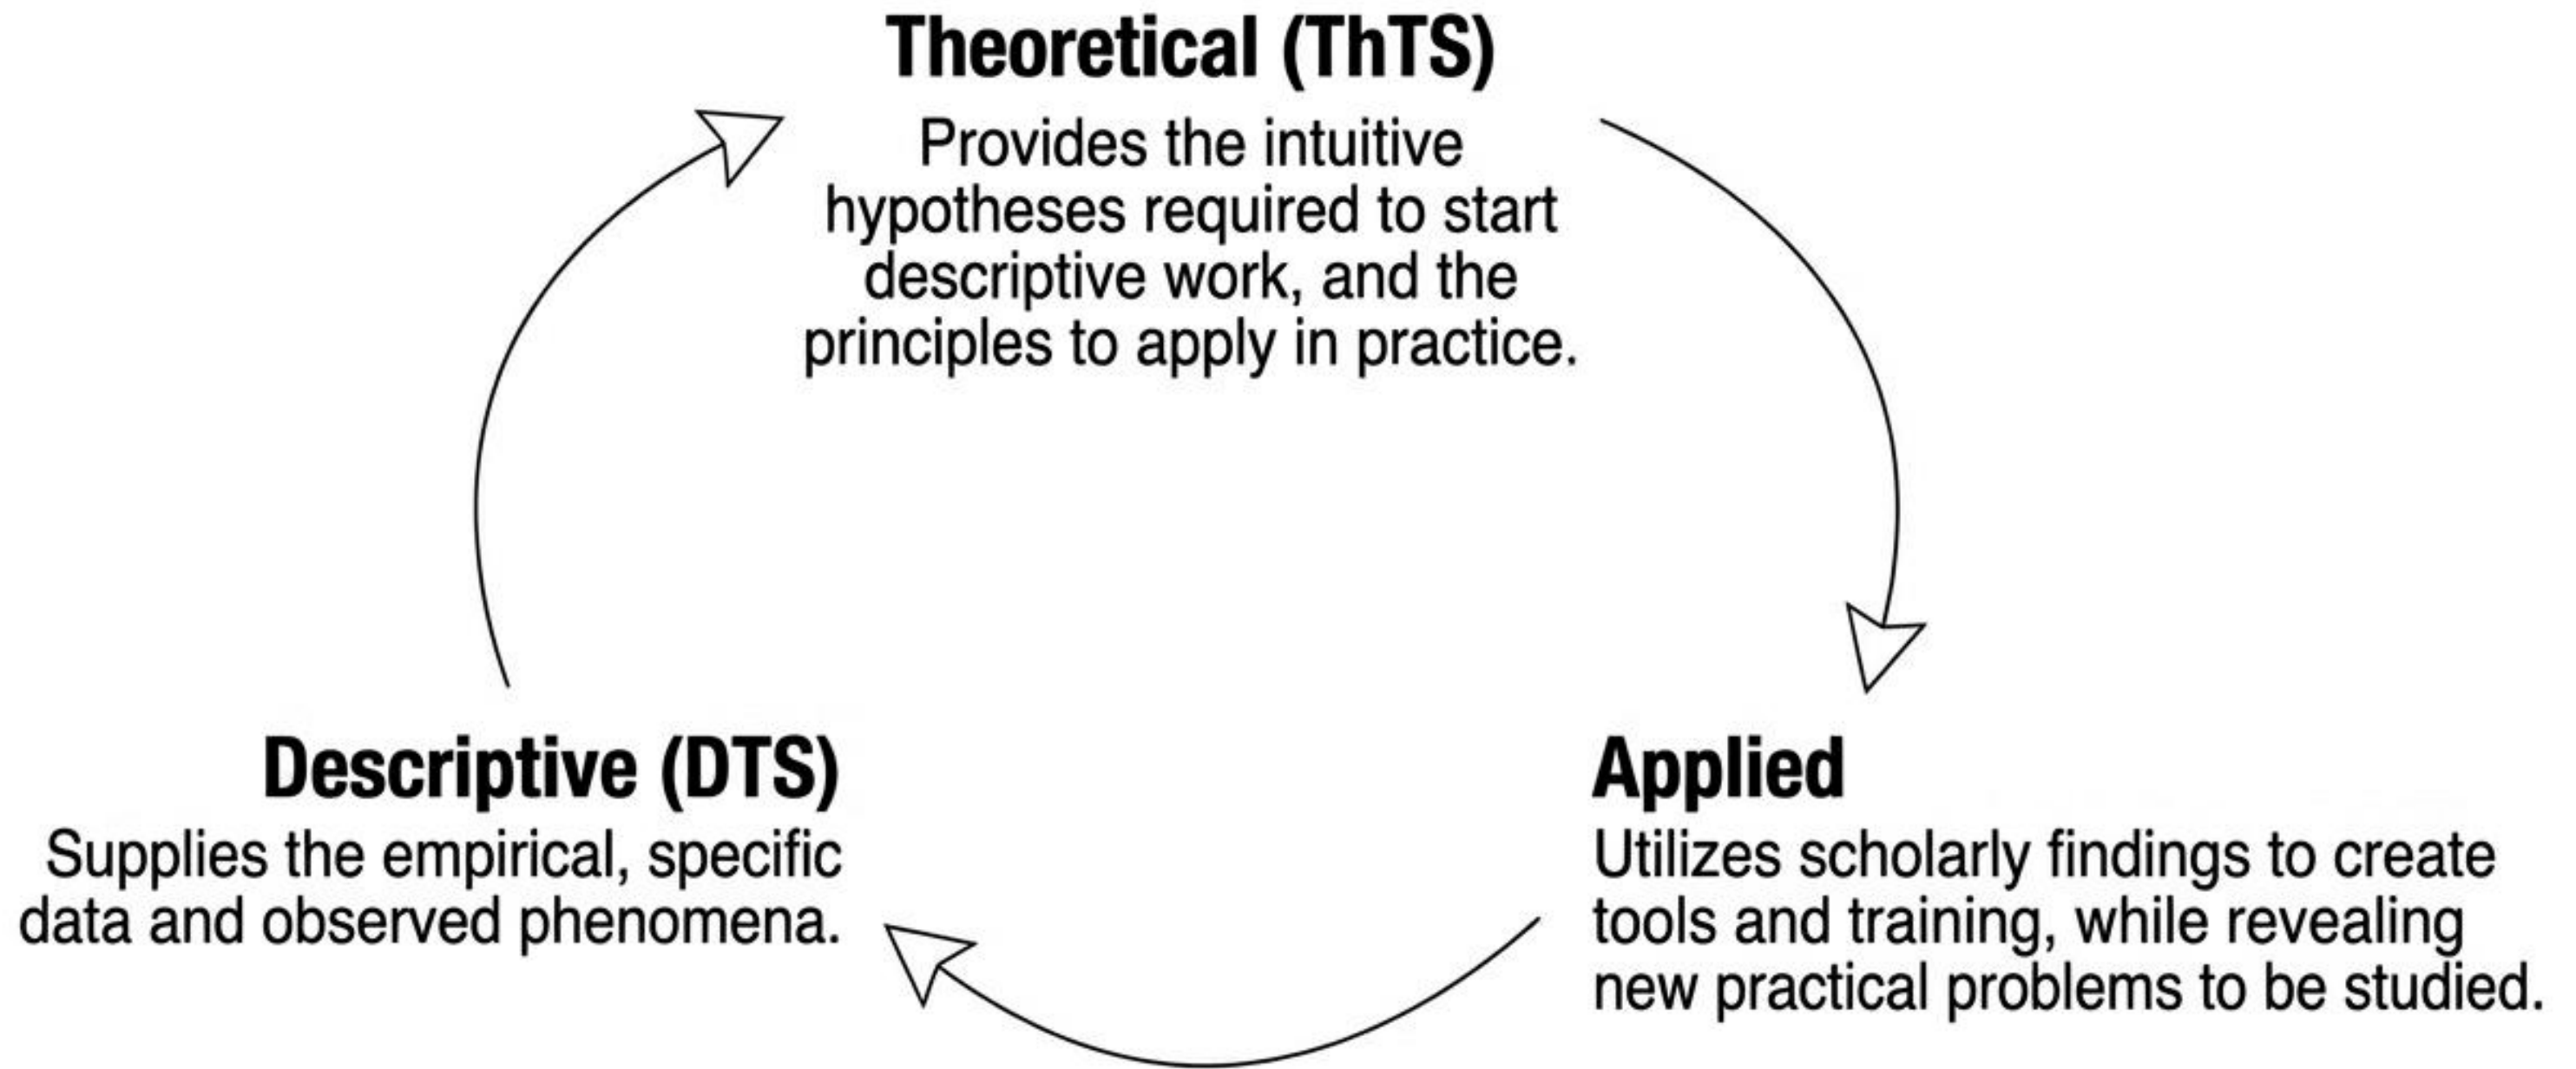 Theoretical (ThTS)
Provides the intuitive
hypotheses required to start
descriptive work, and the
principles to apply in practice.
Descriptive (DTS)
Supplies the empirical, specific
data and observed phenomena.
Applied
Utilizes scholarly findings to create
tools and training, while revealing
new practical problems to be studied.